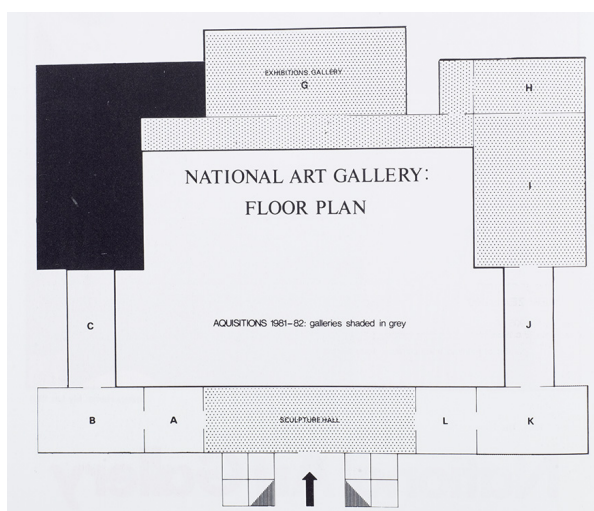 EXHIBITIONS GALLERY
G
H
NATIONAL ART GALLERY:
FLOOR PLAN
I
C
AQUISITIONS 1981-82: galleries shaded in grey
J
B
A
SCULPTURE HALL
L
K